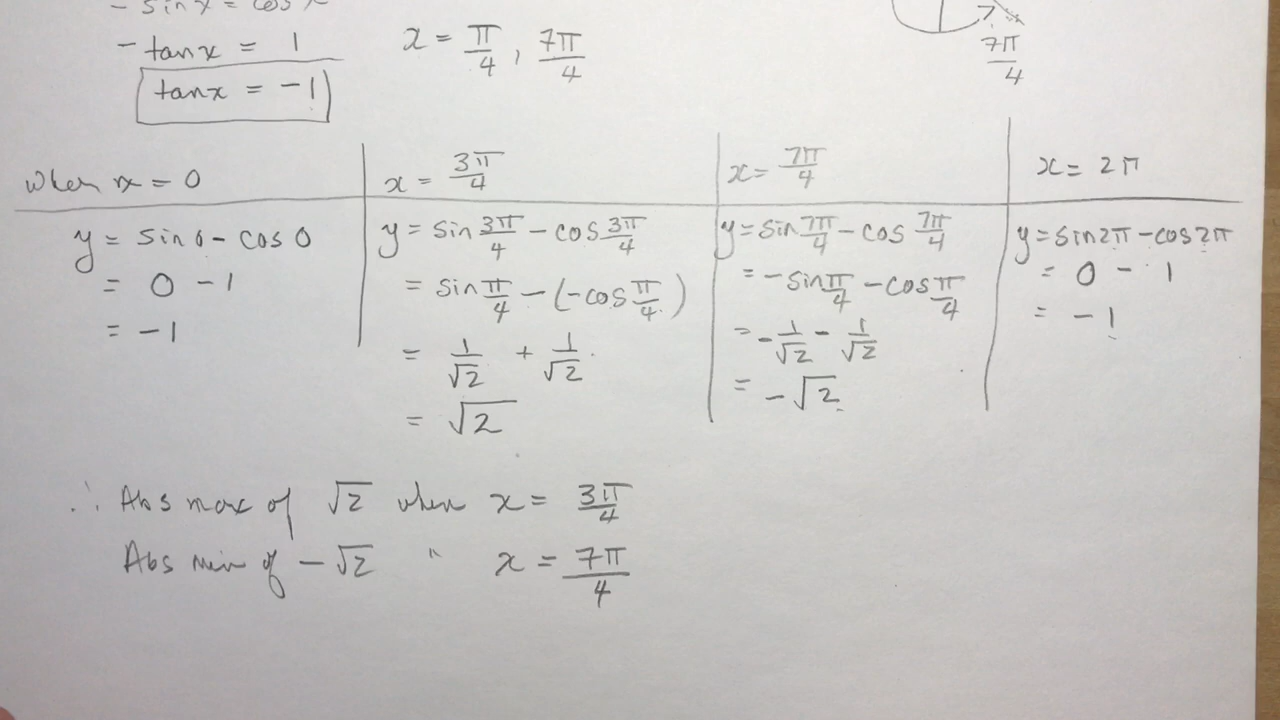 - sin x = cos x
- tan x = 1
tan x = -1
x = π/4, 7π/4
7π/4
when x = 0
y = sin 0 - cos 0
= 0 - 1
= -1
x = 3π/4
y = sin 3π/4 - cos 3π/4
= sin π/4 - (-cos π/4)
= 1/√2 + 1/√2
= √2
x = 7π/4
y = sin 7π/4 - cos 7π/4
= -sin π/4 - cos π/4
= -1/√2 - 1/√2
= -√2
x = 2π
y = sin 2π - cos 2π
= 0 - 1
= -1
∴ Abs max of √2 when x = 3π/4
Abs min of -√2 " x = 7π/4